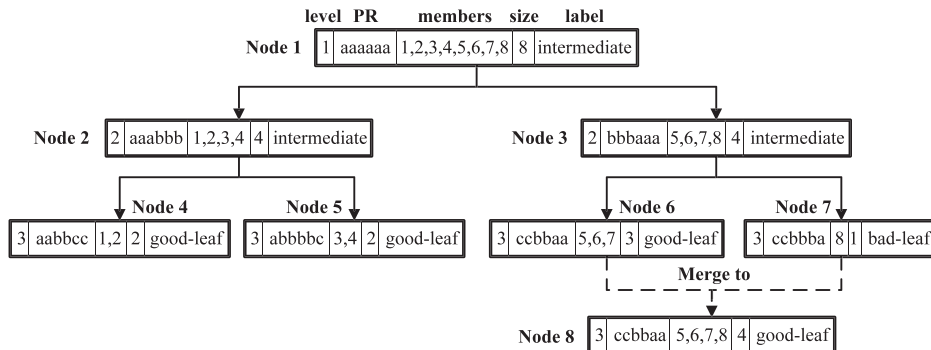 level PR members size label
Node 1 1 aaaaaa 1,2,3,4,5,6,7,8 8 intermediate
Node 2 2 aaabbb 1,2,3,4 4 intermediate
Node 3 2 bbbaaa 5,6,7,8 4 intermediate
Node 4 Node 5 Node 6 Node 7
3 aabbcc 1,2 2 good-leaf 3 abbbbc 3,4 2 good-leaf 3 ccbbaa 5,6,7 3 good-leaf 3 ccbbba 8 1 bad-leaf
Merge to
Node 8 3 ccbbaa 5,6,7,8 4 good-leaf